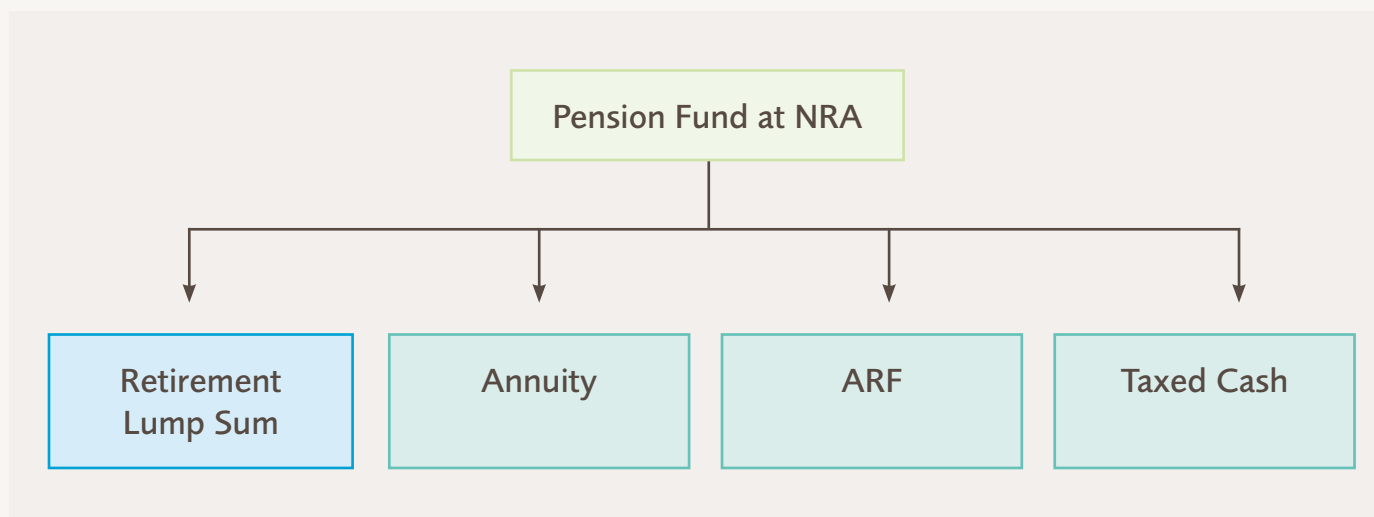 Pension Fund at NRA
Retirement
Lump Sum
Annuity
ARF
Taxed Cash